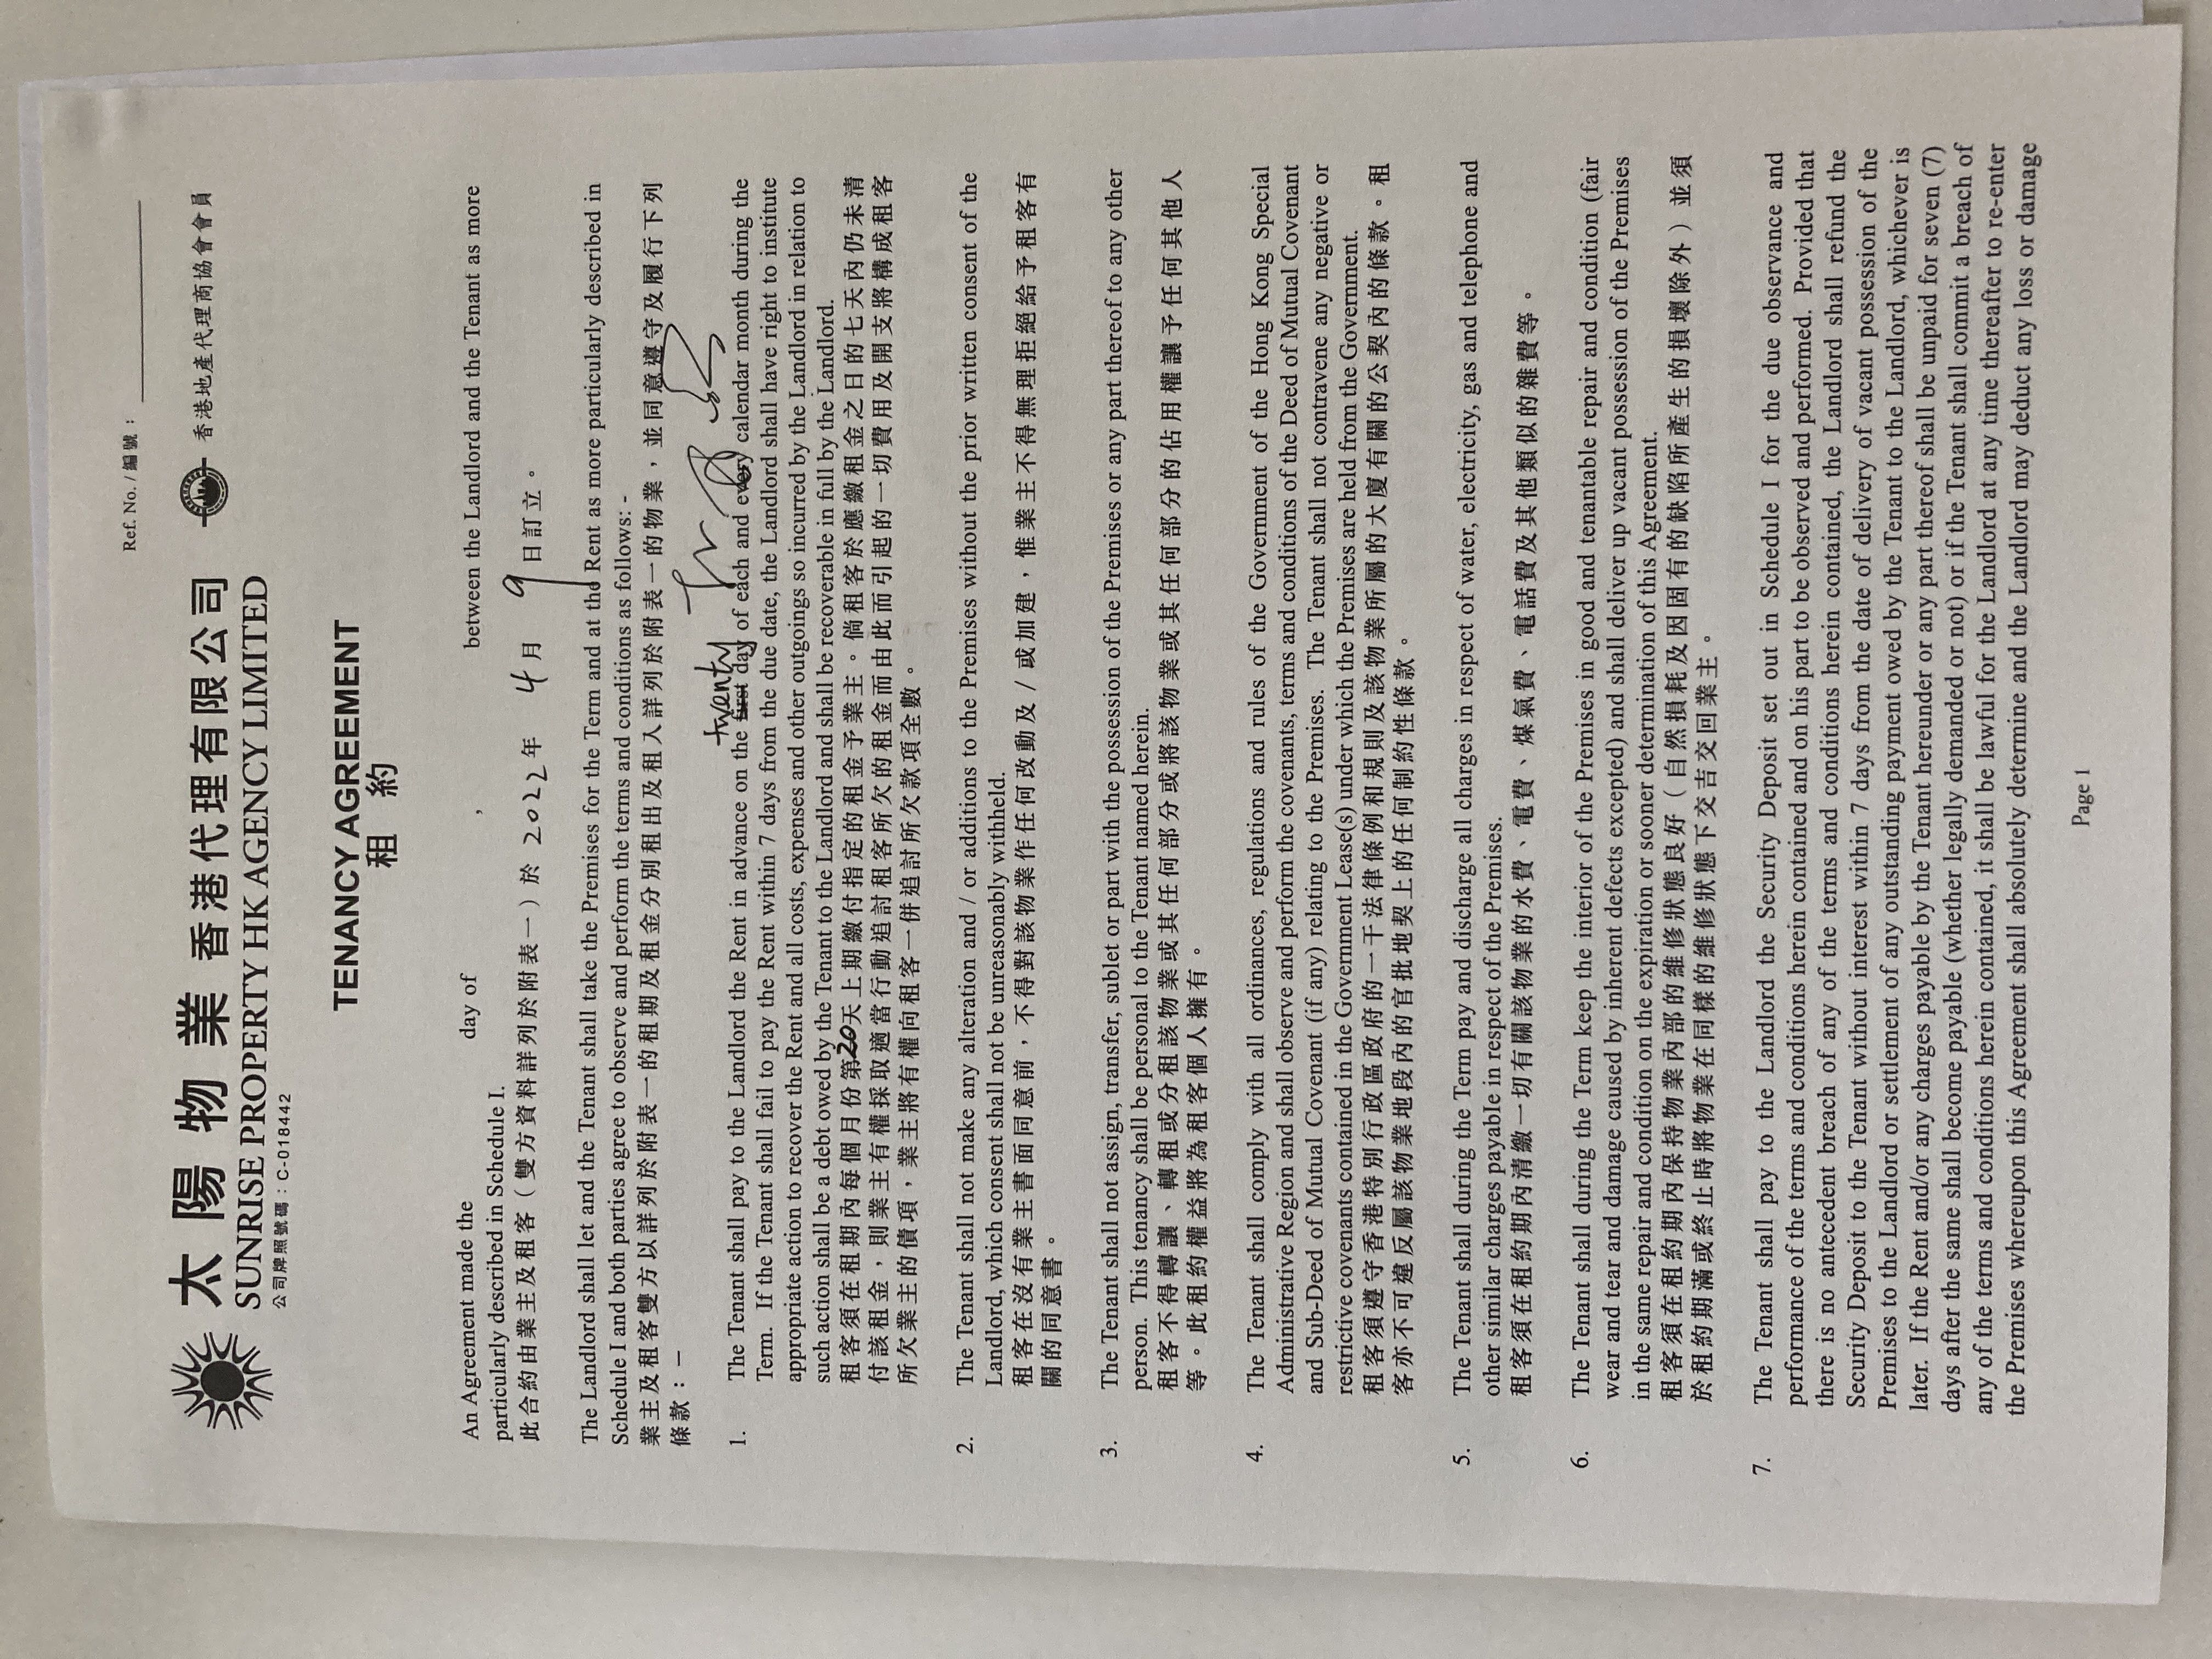 Ref. No. / 編號：
太陽物業香港代理有限公司 香港地產代理商協會會員
SUNRISE PROPERTY HK AGENCY LIMITED
公司牌照號碼：C-018442
TENANCY AGREEMENT
租約
An Agreement made the day of , between the Landlord and the Tenant as more
particularly described in Schedule I.
此合約由業主及租客（雙方資料詳列於附表一）於 2022 年 4 月 9 日訂立。
The Landlord shall let and the Tenant shall take the Premises for the Term and at the Rent as more particularly described in
Schedule I and both parties agree to observe and perform the terms and conditions as follows: -
業主及租客雙方以詳列於附表一的租期及租金分別租出及租入詳列於附表一的物業，並同意遵守及履行下列
條款：－
twenty
1. The Tenant shall pay to the Landlord the Rent in advance on the first day of each and every calendar month during the
Term. If the Tenant shall fail to pay the Rent within 7 days from the due date, the Landlord shall have right to institute
appropriate action to recover the Rent and all costs, expenses and other outgoings so incurred by the Landlord in relation to
such action shall be a debt owed by the Tenant to the Landlord and shall be recoverable in full by the Landlord.
租客須在租期內每個月份第20天上期繳付指定的租金予業主。倘租客於應繳租金之日的七天內仍未清
付該租金，則業主有權採取適當行動追討租客所欠的租金而由此而引起的一切費用及開支將構成租客
所欠業主的債項，業主將有權向租客一併追討所欠款項全數。
2. The Tenant shall not make any alteration and / or additions to the Premises without the prior written consent of the
Landlord, which consent shall not be unreasonably withheld.
租客在沒有業主書面同意前，不得對該物業作任何改動及/或加建，惟業主不得無理拒絕給予租客有
關的同意書。
3. The Tenant shall not assign, transfer, sublet or part with the possession of the Premises or any part thereof to any other
person. This tenancy shall be personal to the Tenant named herein.
租客不得轉讓、轉租或分租該物業或其任何部分或將該物業或其任何部分的佔用權讓予任何其他人
等。此租約權益將為租客個人擁有。
4. The Tenant shall comply with all ordinances, regulations and rules of the Government of the Hong Kong Special
Administrative Region and shall observe and perform the covenants, terms and conditions of the Deed of Mutual Covenant
and Sub-Deed of Mutual Covenant (if any) relating to the Premises. The Tenant shall not contravene any negative or
restrictive covenants contained in the Government Lease(s) under which the Premises are held from the Government.
租客須遵守香港特別行政區政府的一干法律條例和規則及該物業所屬的大廈有關的公契內的條款。租
客亦不可違反屬該物業地段內的官批地契上的任何制約性條款。
5. The Tenant shall during the Term pay and discharge all charges in respect of water, electricity, gas and telephone and
other similar charges payable in respect of the Premises.
租客須在租約期內清繳一切有關該物業的水費、電費、煤氣費、電話費及其他類似的雜費等。
6. The Tenant shall during the Term keep the interior of the Premises in good and tenantable repair and condition (fair
wear and tear and damage caused by inherent defects excepted) and shall deliver up vacant possession of the Premises
in the same repair and condition on the expiration or sooner determination of this Agreement.
租客須在租約期內保持物業內部的維修狀態良好（自然損耗及因固有的缺陷所產生的損壞除外）並須
於租約期滿或終止時將物業在同樣的維修狀態下交吉交回業主。
7. The Tenant shall pay to the Landlord the Security Deposit set out in Schedule I for the due observance and
performance of the terms and conditions herein contained and on his part to be observed and performed. Provided that
there is no antecedent breach of any of the terms and conditions herein contained, the Landlord shall refund the
Security Deposit to the Tenant without interest within 7 days from the date of delivery of vacant possession of the
Premises to the Landlord or settlement of any outstanding payment owed by the Tenant to the Landlord, whichever is
later. If the Rent and/or any charges payable by the Tenant hereunder or any part thereof shall be unpaid for seven (7)
days after the same shall become payable (whether legally demanded or not) or if the Tenant shall commit a breach of
any of the terms and conditions herein contained, it shall be lawful for the Landlord at any time thereafter to re-enter
the Premises whereupon this Agreement shall absolutely determine and the Landlord may deduct any loss or damage
Page 1